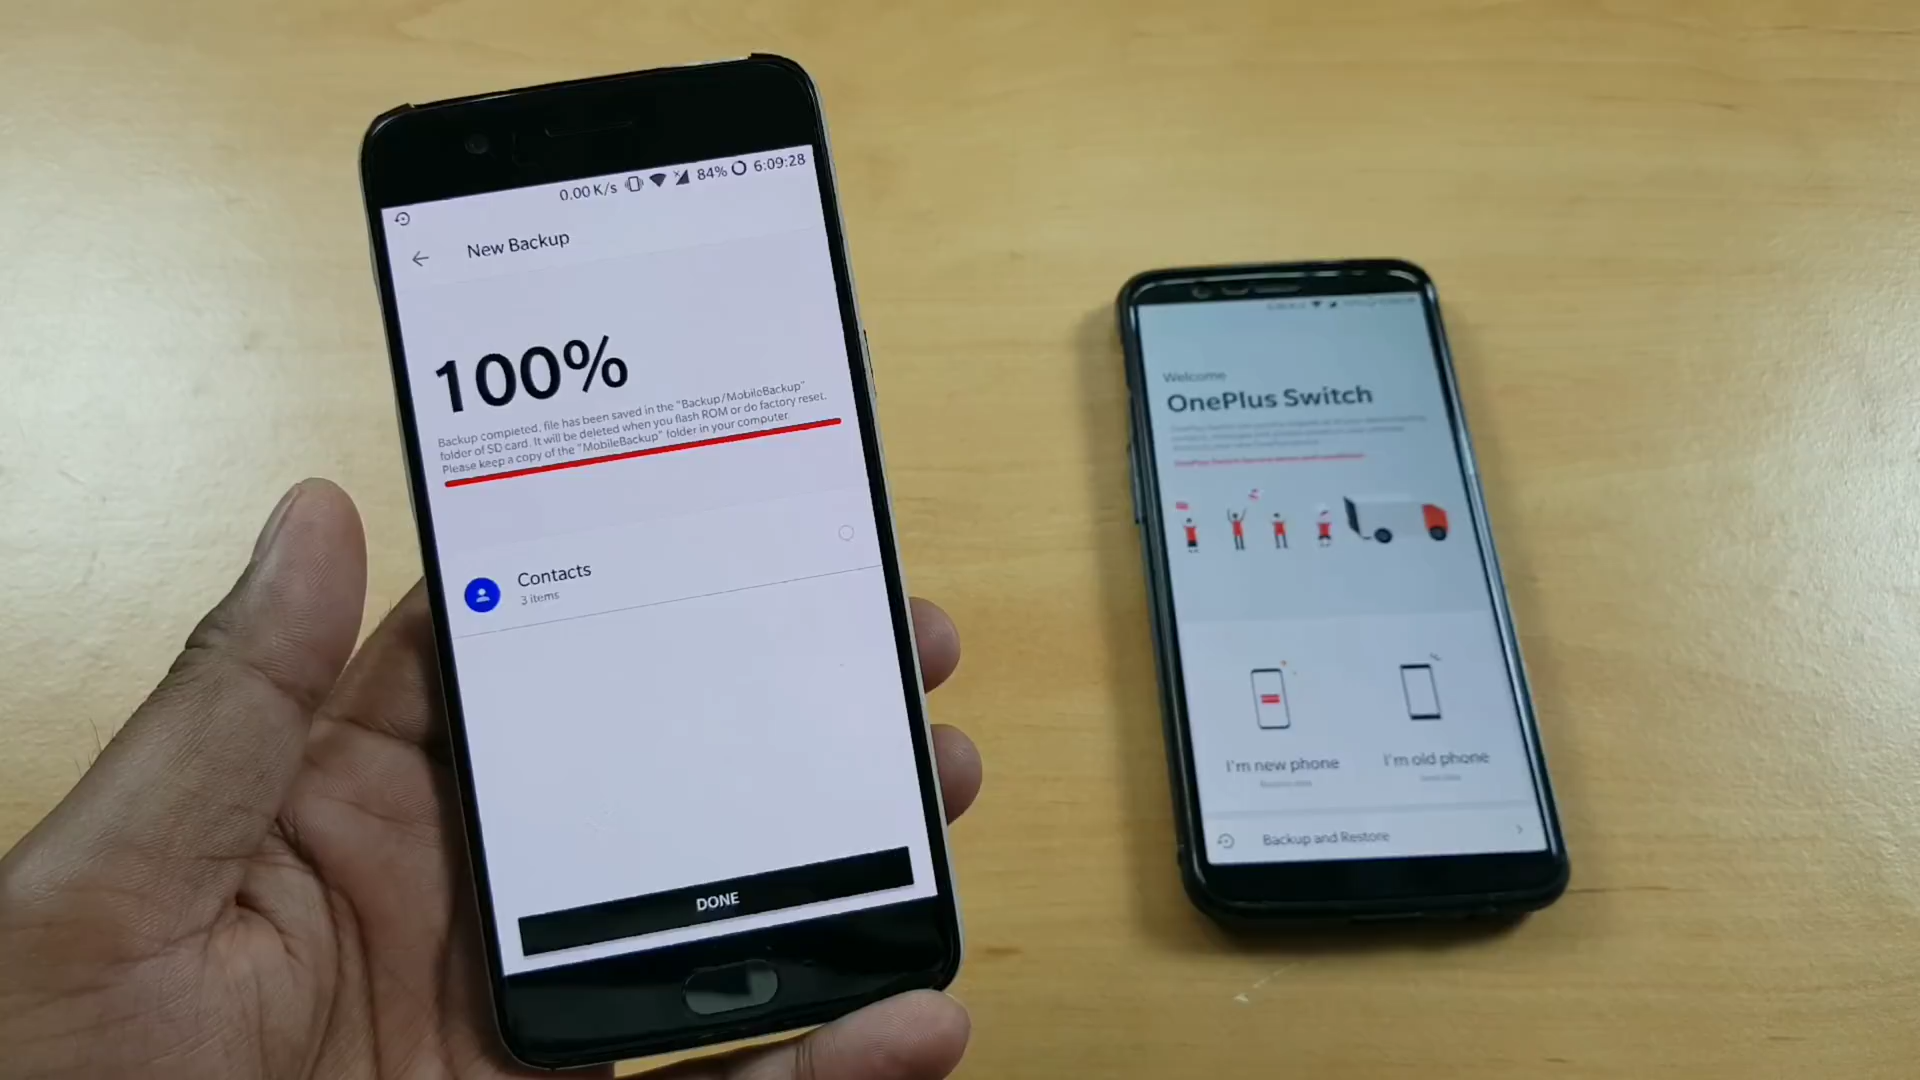 0.00 K/s 84% 6:09:28
New Backup
100%
Backup completed, file has been saved in the "Backup/MobileBackup"
folder of SD card. It will be deleted when you flash ROM or do factory reset.
Please keep a copy of the "MobileBackup" folder in your computer.
Contacts
3 items
DONE
Welcome
OnePlus Switch
I'm new phone
I'm old phone
Backup and Restore